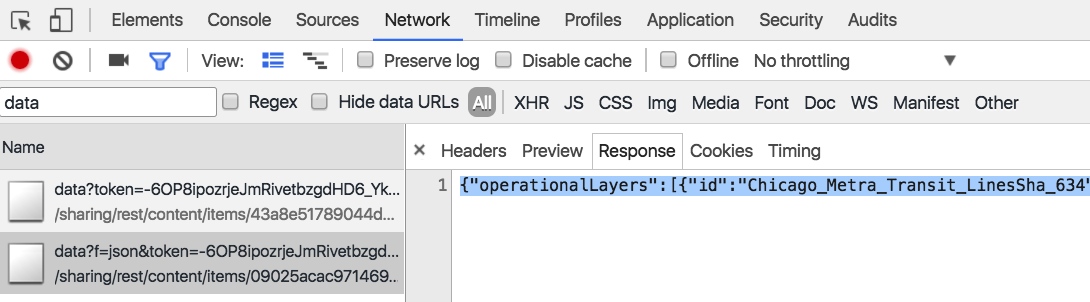 Elements Console Sources Network Timeline Profiles Application Security Audits
View: Preserve log Disable cache Offline No throttling
data Regex Hide data URLs All XHR JS CSS Img Media Font Doc WS Manifest Other
Name × Headers Preview Response Cookies Timing
1 {"operationalLayers":[{"id":"Chicago_Metra_Transit_LinesSha_634"
data?token=-6OP8ipozrjeJmRivetbzgdHD6_Yk...
/sharing/rest/content/items/43a8e51789044d...
data?f=json&token=-6OP8ipozrjeJmRivetbzgd...
/sharing/rest/content/items/09025acac971469...